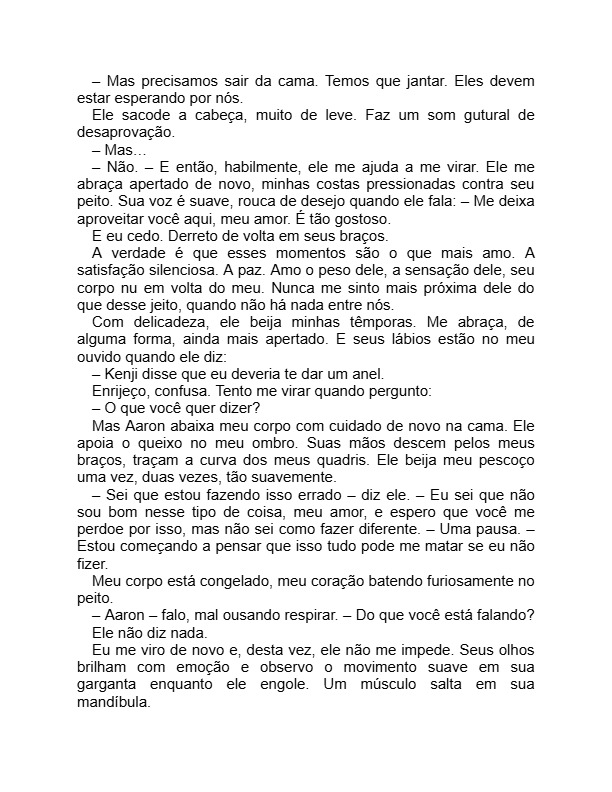 – Mas precisamos sair da cama. Temos que jantar. Eles devem
estar esperando por nós.
Ele sacode a cabeça, muito de leve. Faz um som gutural de
desaprovação.
– Mas...
– Não. – E então, habilmente, ele me ajuda a me virar. Ele me
abraça apertado de novo, minhas costas pressionadas contra seu
peito. Sua voz é suave, rouca de desejo quando ele fala: – Me deixa
aproveitar você aqui, meu amor. É tão gostoso.
E eu cedo. Derreto de volta em seus braços.
A verdade é que esses momentos são o que mais amo. A
satisfação silenciosa. A paz. Amo o peso dele, a sensação dele, seu
corpo nu em volta do meu. Nunca me sinto mais próxima dele do
que desse jeito, quando não há nada entre nós.
Com delicadeza, ele beija minhas têmporas. Me abraça, de
alguma forma, ainda mais apertado. E seus lábios estão no meu
ouvido quando ele diz:
– Kenji disse que eu deveria te dar um anel.
Enrijeço, confusa. Tento me virar quando pergunto:
– O que você quer dizer?
Mas Aaron abaixa meu corpo com cuidado de novo na cama. Ele
apoia o queixo no meu ombro. Suas mãos descem pelos meus
braços, traçam a curva dos meus quadris. Ele beija meu pescoço
uma vez, duas vezes, tão suavemente.
– Sei que estou fazendo isso errado – diz ele. – Eu sei que não
sou bom nesse tipo de coisa, meu amor, e espero que você me
perdoe por isso, mas não sei como fazer diferente. – Uma pausa. –
Estou começando a pensar que isso tudo pode me matar se eu não
fizer.
Meu corpo está congelado, meu coração batendo furiosamente no
peito.
– Aaron – falo, mal ousando respirar. – Do que você está falando?
Ele não diz nada.
Eu me viro de novo e, desta vez, ele não me impede. Seus olhos
brilham com emoção e observo o movimento suave em sua
garganta enquanto ele engole. Um músculo salta em sua
mandíbula.